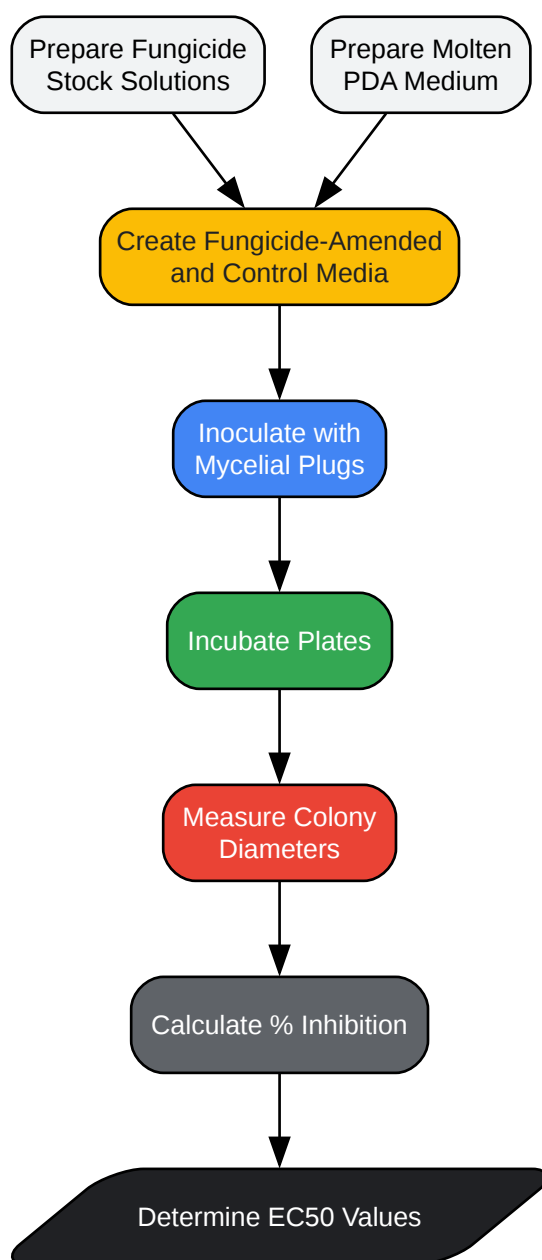 Prepare Fungicide
Stock Solutions
Prepare Molten
PDA Medium
Create Fungicide-Amended
and Control Media
Inoculate with
Mycelial Plugs
Incubate Plates
Measure Colony
Diameters
Calculate % Inhibition
Determine EC50 Values